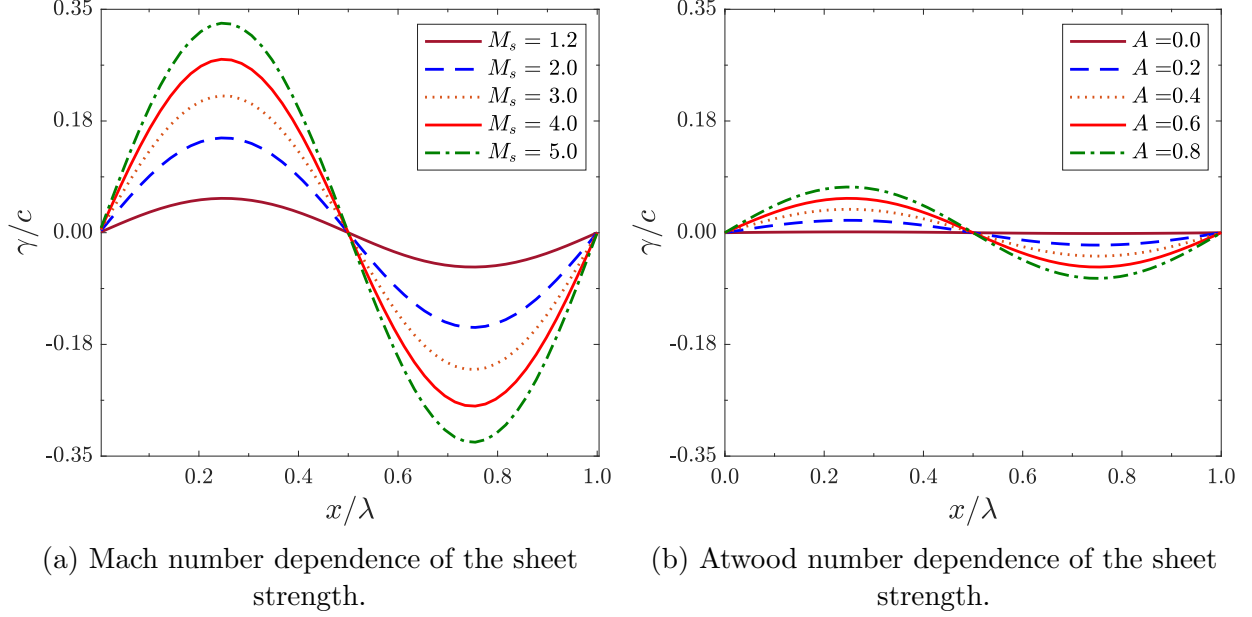 0.35
0.18
0.00
-0.18
-0.35
γ/c
0.2
0.4
0.6
0.8
1.0
x/λ
M_s = 1.2
M_s = 2.0
M_s = 3.0
M_s = 4.0
M_s = 5.0
(a) Mach number dependence of the sheet
strength.
0.35
0.18
0.00
-0.18
-0.35
γ/c
0.0
0.2
0.4
0.6
0.8
1.0
x/λ
A =0.0
A =0.2
A =0.4
A =0.6
A =0.8
(b) Atwood number dependence of the sheet
strength.